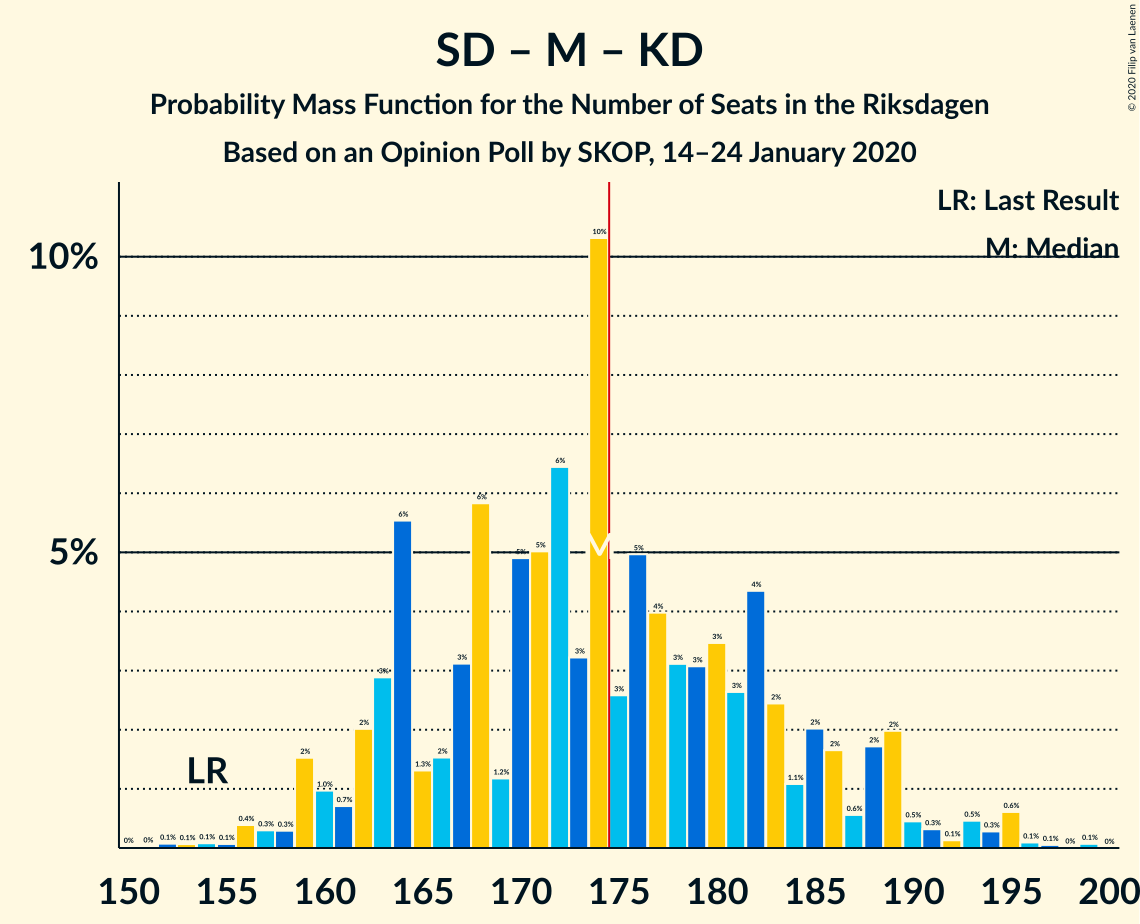 SD – M – KD
Probability Mass Function for the Number of Seats in the Riksdagen
Based on an Opinion Poll by SKOP, 14–24 January 2020
© 2020 Filip van Laenen
LR: Last Result
M: Median
10%
5%
LR
M
0% 0% 0.1% 0.1% 0.1% 0.1% 0.4% 0.3% 0.3% 2% 1.0% 0.7% 2% 3% 6% 1.3% 2% 3% 6% 1.2% 5% 5% 6% 3% 10% 3% 5% 4% 3% 3% 3% 3% 4% 2% 1.1% 2% 2% 0.6% 2% 2% 0.5% 0.3% 0.1% 0.5% 0.3% 0.6% 0.1% 0.1% 0% 0.1% 0%
150 155 160 165 170 175 180 185 190 195 200